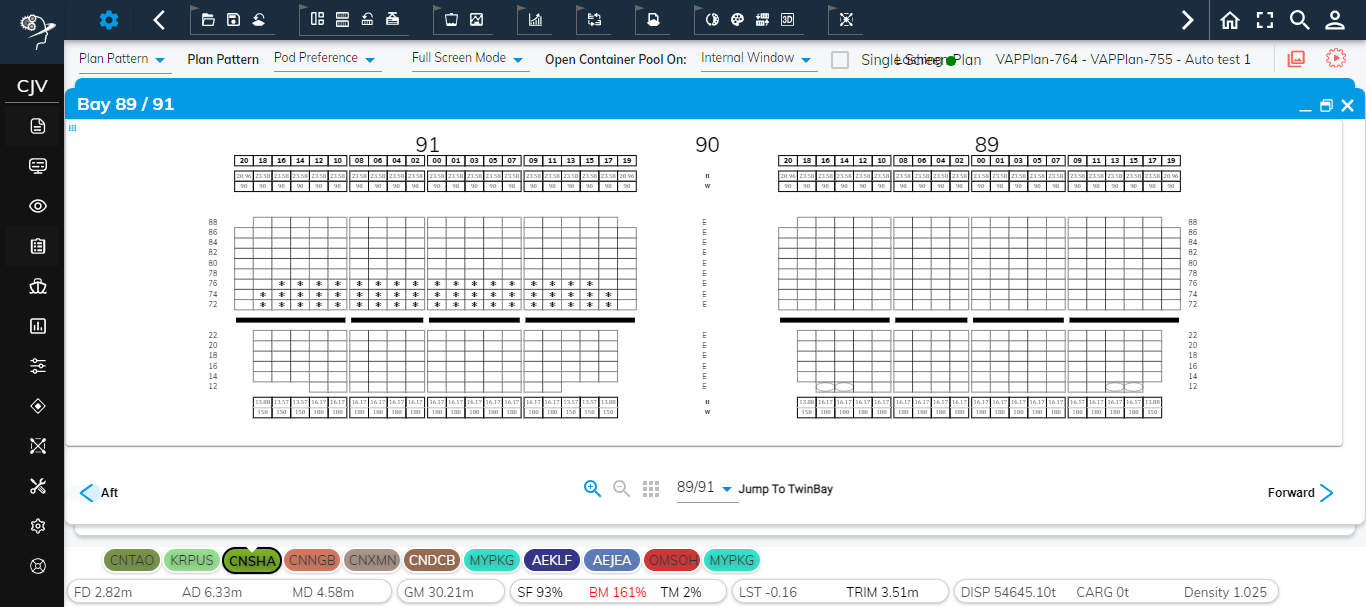 CJV
Plan Pattern Plan Pattern Pod Preference Full Screen Mode Open Container Pool On: Internal Window Single Screen Plan VAPPlan-764 - VAPPlan-755 - Auto test 1
Bay 89 / 91
91 90 89
20 18 16 14 12 10 08 06 04 02 00 01 03 05 07 09 11 13 15 17 19 20 18 16 14 12 10 08 06 04 02 00 01 03 05 07 09 11 13 15 17 19
20.96 23.58 23.58 23.58 23.58 23.58 23.58 23.58 23.58 23.58 23.58 23.58 23.58 23.58 23.58 23.58 23.58 23.58 23.58 23.58 20.96 H 20.96 23.58 23.58 23.58 23.58 23.58 23.58 23.58 23.58 23.58 23.58 23.58 23.58 23.58 23.58 23.58 23.58 23.58 23.58 23.58 20.96
90 90 90 90 90 90 90 90 90 90 90 90 90 90 90 90 90 90 90 90 90 W 90 90 90 90 90 90 90 90 90 90 90 90 90 90 90 90 90 90 90 90 90
88 E 88
86 E 86
84 E 84
82 E 82
80 E 80
78 E 78
76 * * * * * * * * * * * * * * * * * E 76
74 * * * * * * * * * * * * * * * * * * * E 74
72 * * * * * * * * * * * * * * * * * * * E 72
22 E 22
20 E 20
18 E 18
16 E 16
14 E 14
12 E 12
13.88 13.57 13.57 16.17 16.17 16.17 16.17 16.17 16.17 16.17 16.17 16.17 16.17 16.17 16.17 16.17 13.57 13.57 13.88 H 13.88 16.17 16.17 16.17 16.17 16.17 16.17 16.17 16.17 16.17 16.17 16.17 16.17 16.17 16.17 16.17 16.17 16.17 13.88
150 150 150 180 180 180 180 180 180 180 180 180 180 180 180 180 150 150 150 W 150 180 180 180 180 180 180 180 180 180 180 180 180 180 180 180 180 180 150
Aft 89/91 Jump To TwinBay Forward
CNTAO KRPUS CNSHA CNNGB CNXMN CNDCB MYPKG AEKLF AEJEA OMSOH MYPKG
FD 2.82m AD 6.33m MD 4.58m GM 30.21m SF 93% BM 161% TM 2% LST -0.16 TRIM 3.51m DISP 54645.10t CARG 0t Density 1.025